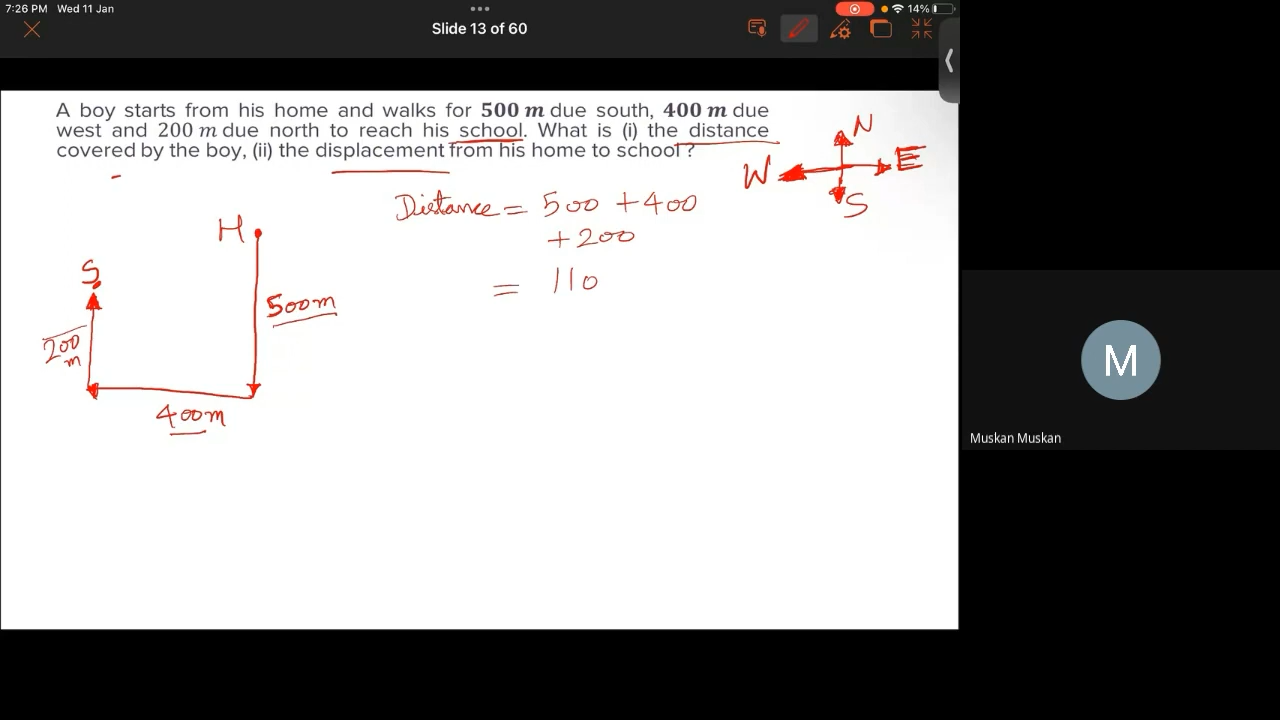 7:26 PM Wed 11 Jan
14%
Slide 13 of 60
A boy starts from his home and walks for 500 m due south, 400 m due
west and 200 m due north to reach his school. What is (i) the distance
covered by the boy, (ii) the displacement from his home to school ?
N
W E
S
Distance = 500 + 400
+ 200
= 110
H
S
500m
200
m
400m
M
Muskan Muskan